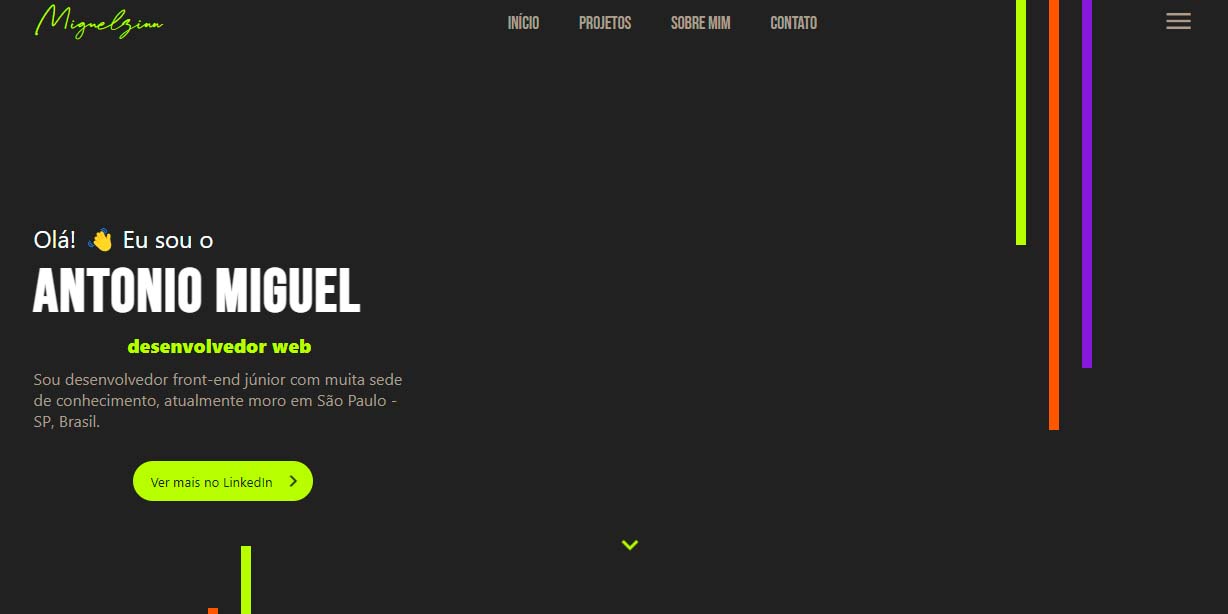 Miguelzinn
INÍCIO PROJETOS SOBRE MIM CONTATO
Olá! 👋 Eu sou o
ANTONIO MIGUEL
desenvolvedor web
Sou desenvolvedor front-end júnior com muita sede
de conhecimento, atualmente moro em São Paulo -
SP, Brasil.
Ver mais no LinkedIn